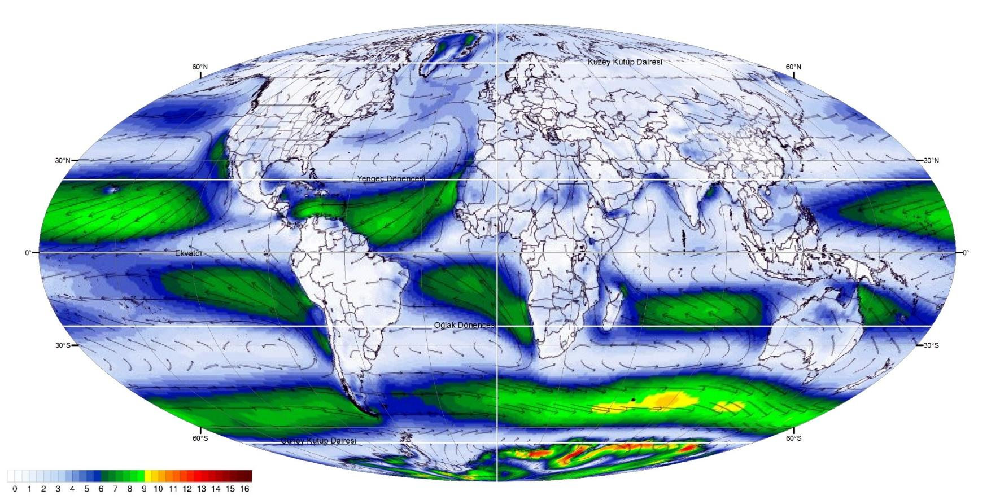 60°N
Kuzey Kutup Dairesi
60°N
30°N
30°N
Yengeç Dönencesi
0°
Ekvator
0°
Oğlak Dönencesi
30°S
30°S
60°S
Güney Kutup Dairesi
60°S
0 1 2 3 4 5 6 7 8 9 10 11 12 13 14 15 16